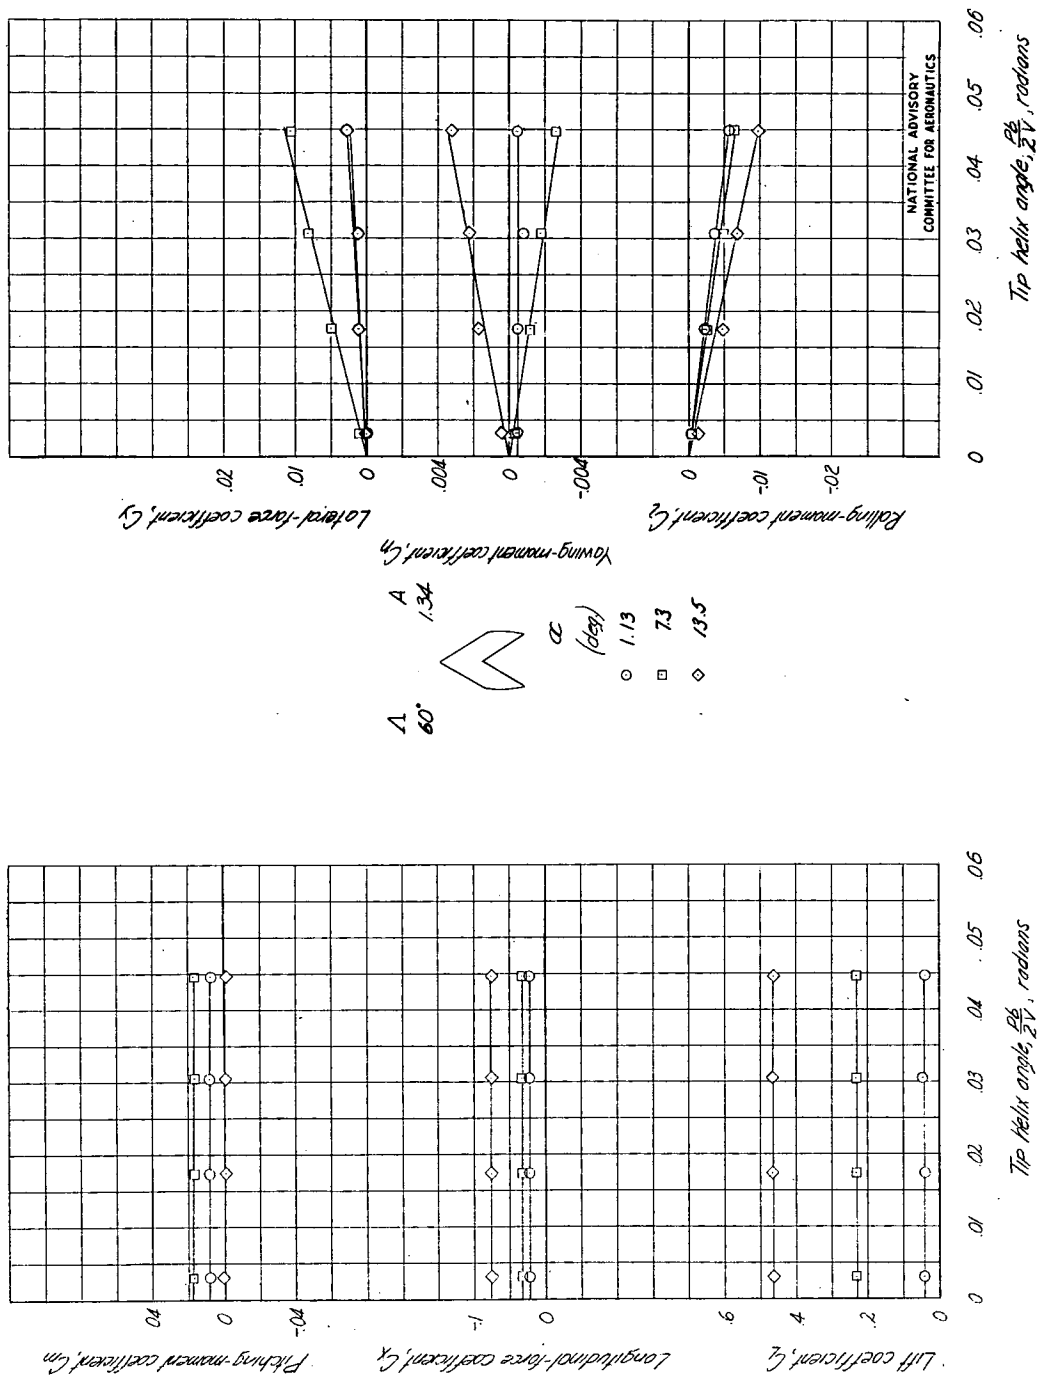 Pitching-moment coefficient, Cm
.04
0
-.04
Longitudinal-force coefficient, Cx
-.1
0
Lift coefficient, CL
.6
.4
.2
0
0
.01
.02
.03
.04
.05
.06
Tip helix angle, pb/2V, radians
Λ
60°
A
1.34
α
(deg.)
1.13
7.3
13.5
Lateral-force coefficient, Cy
.02
.01
0
Yawing-moment coefficient, Cn
.004
0
-.004
Rolling-moment coefficient, Cl
0
-.01
-.02
NATIONAL ADVISORY
COMMITTEE FOR AERONAUTICS
0
.01
.02
.03
.04
.05
.06
Tip helix angle, pb/2V, radians